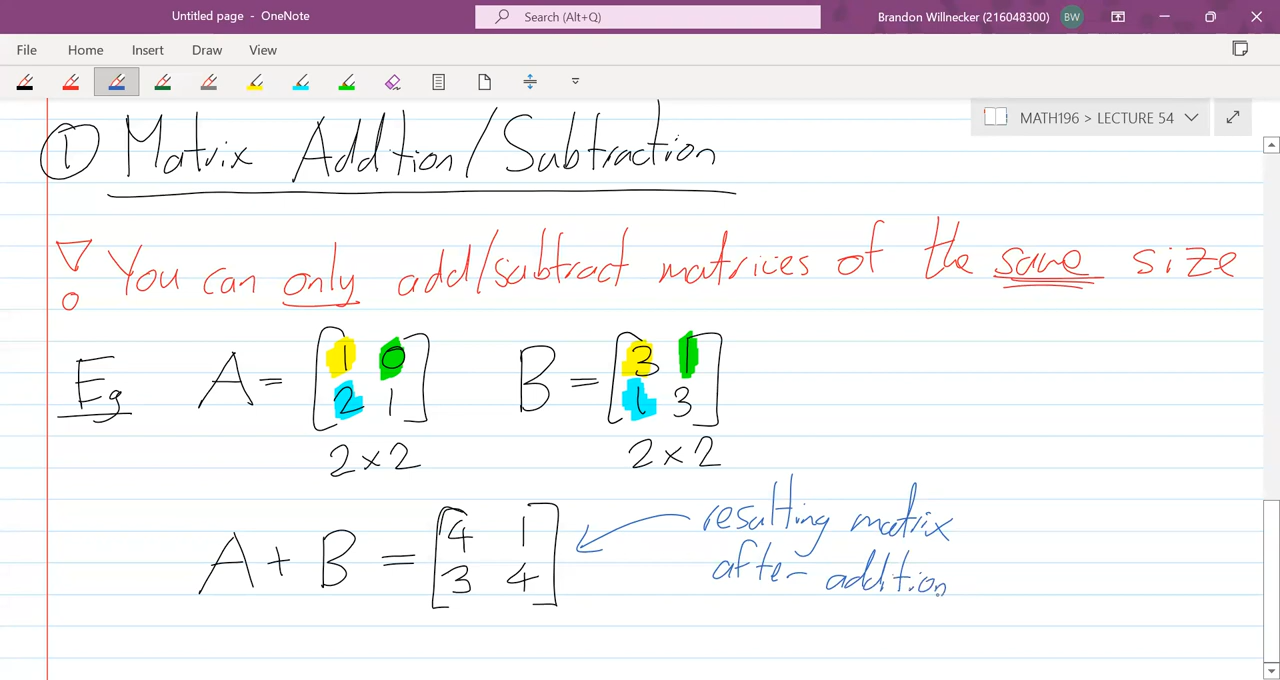 Untitled page - OneNote
Search (Alt+Q)
Brandon Willnecker (216048300)
BW
File Home Insert Draw View
MATH196 > LECTURE 54
① Matrix Addition/Subtraction
You can only add/subtract matrices of the same size
Eg A = [1 0 B = [3 1
2 1] 1 3]
2×2 2×2
A + B = [4 1
3 4]
resulting matrix
after addition